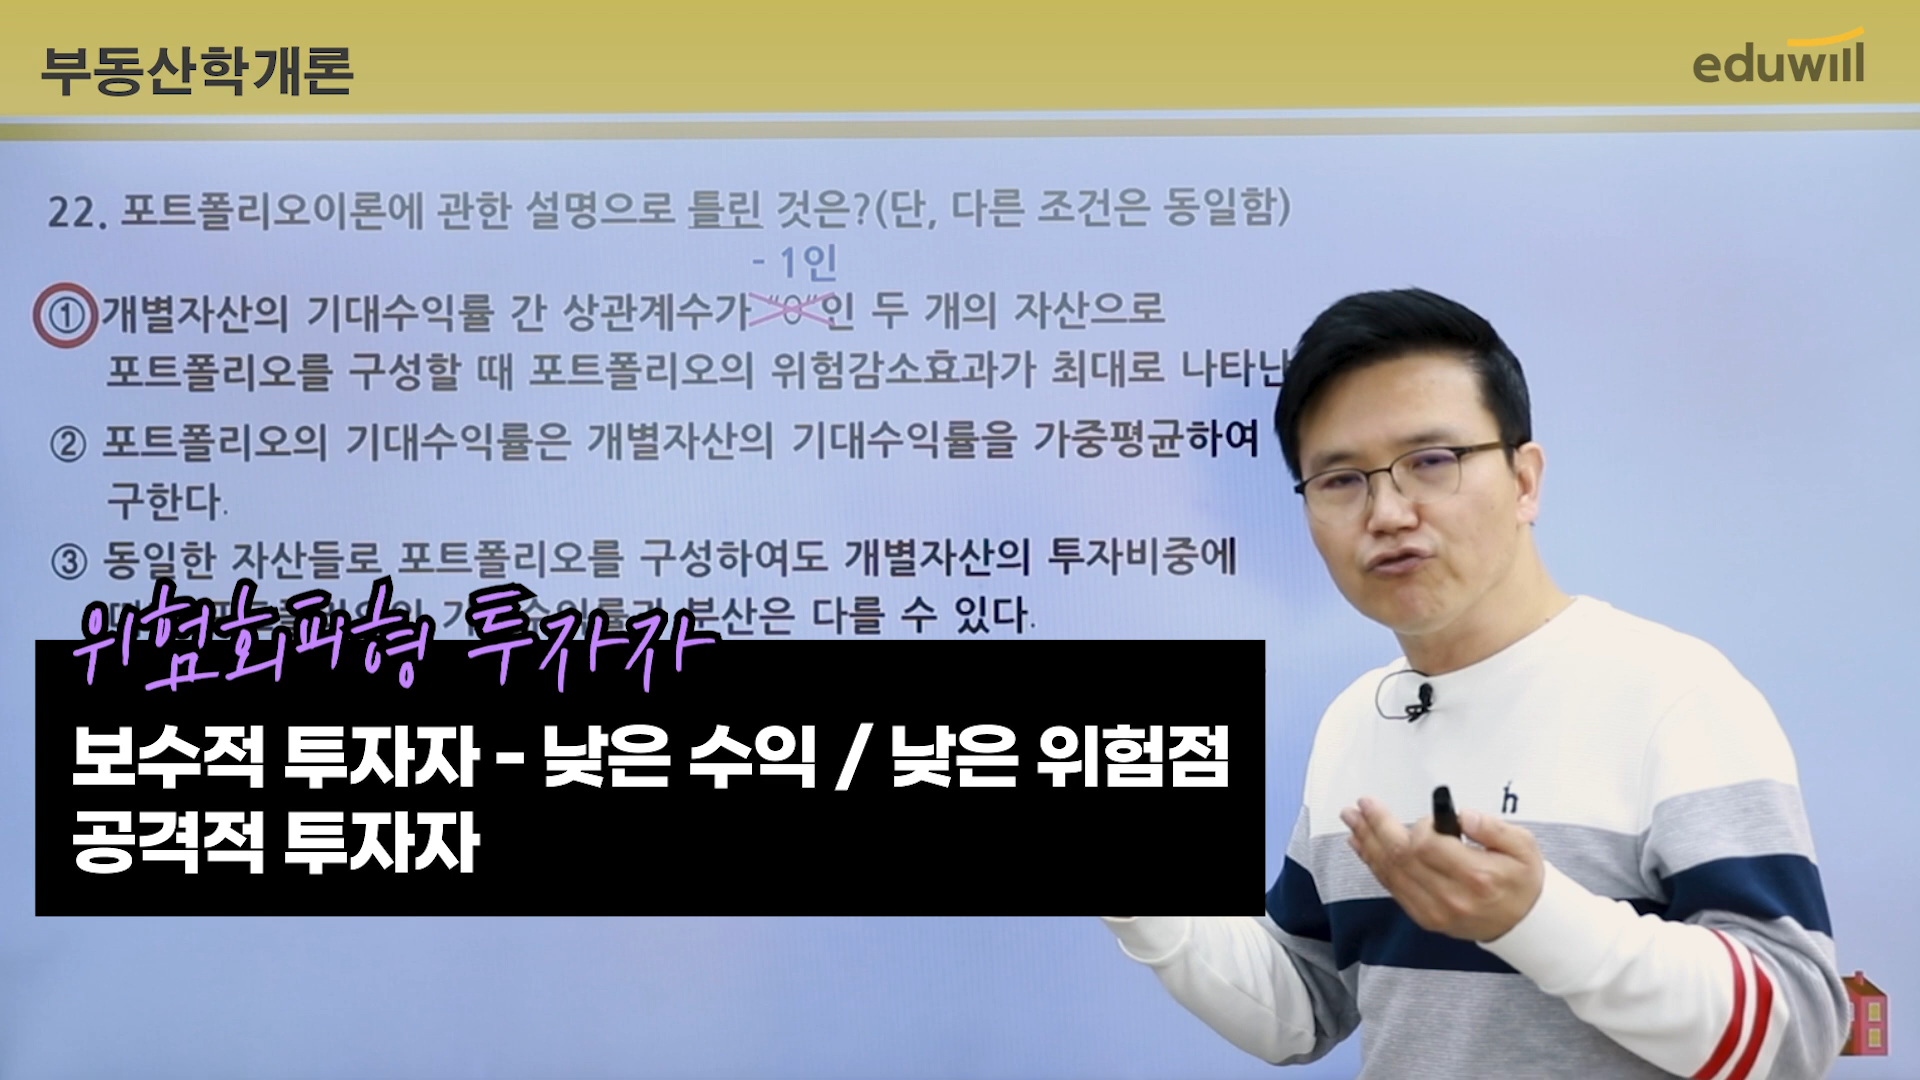 부동산학개론
eduwill
22. 포트폴리오이론에 관한 설명으로 틀린 것은?(단, 다른 조건은 동일함)
- 1인
① 개별자산의 기대수익률 간 상관계수가 "0"인 두 개의 자산으로
포트폴리오를 구성할 때 포트폴리오의 위험감소효과가 최대로 나타난
② 포트폴리오의 기대수익률은 개별자산의 기대수익률을 가중평균하여
구한다.
③ 동일한 자산들로 포트폴리오를 구성하여도 개별자산의 투자비중에
분산은 다를 수 있다.
위험회피형 투자자
보수적 투자자 - 낮은 수익 / 낮은 위험점
공격적 투자자
h